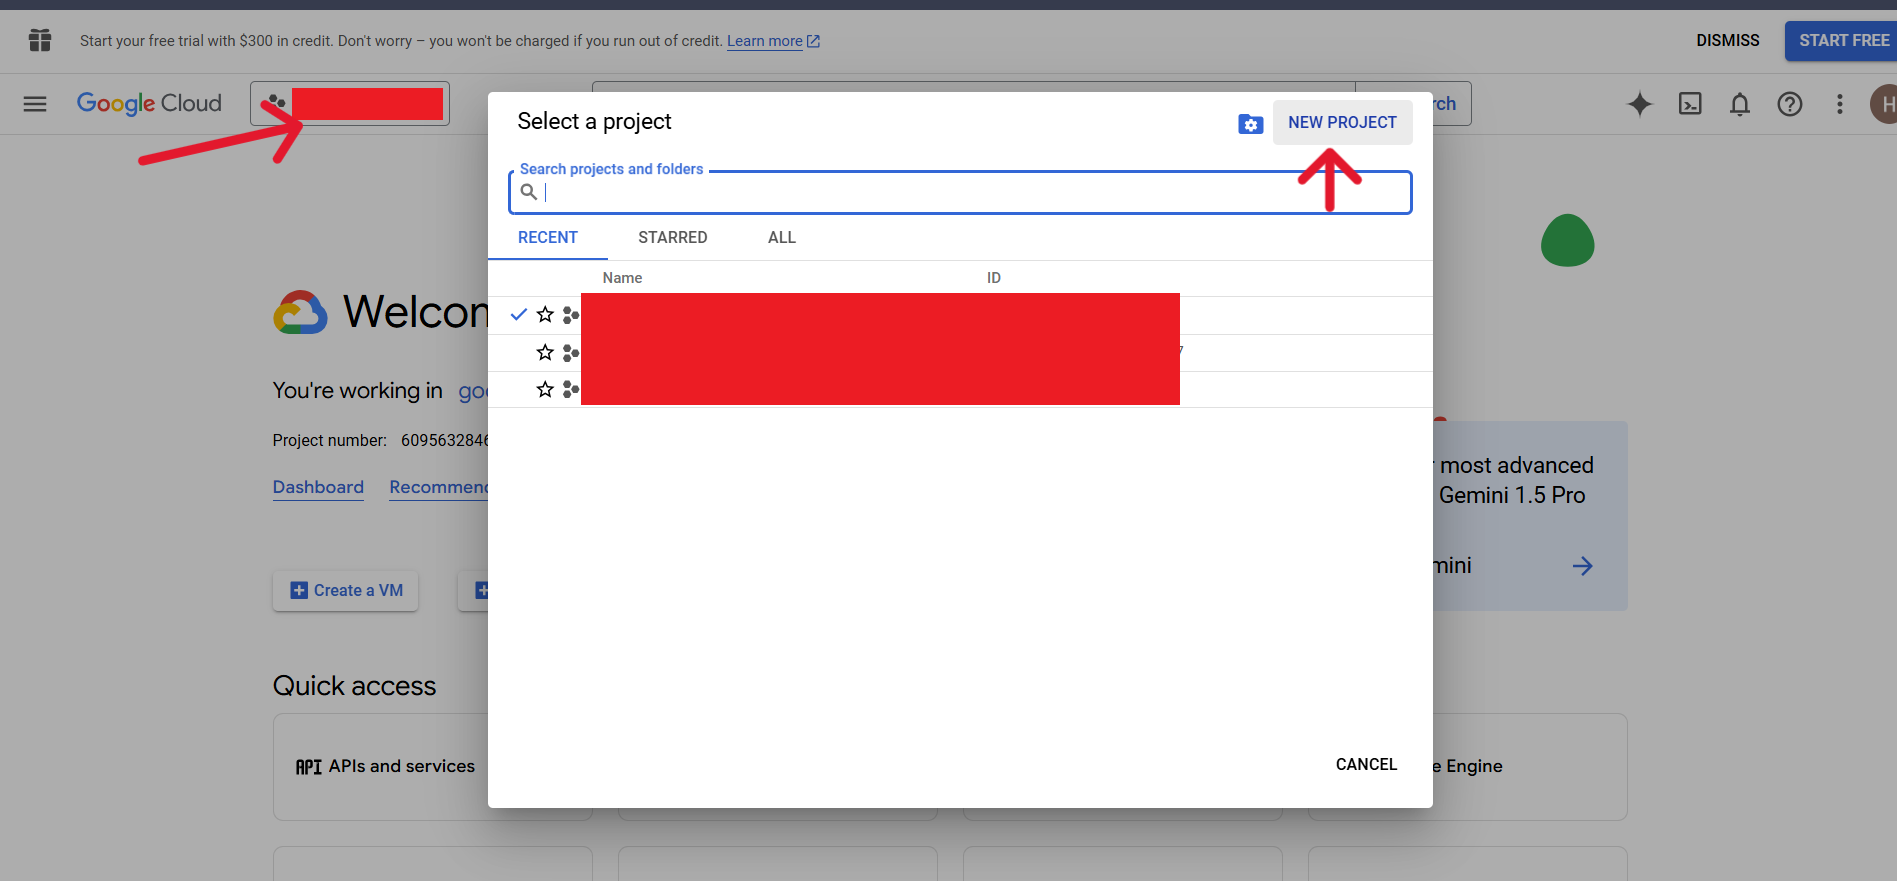 Start your free trial with $300 in credit. Don't worry – you won't be charged if you run out of credit. Learn more
DISMISS
START FREE
Google Cloud
rch
H
Select a project
NEW PROJECT
Search projects and folders
RECENT
STARRED
ALL
Name
ID
Welcon
You're working in goo
Project number: 609563284
Dashboard
Recommend
most advanced
Gemini 1.5 Pro
mini
Create a VM
Quick access
API APIs and services
e Engine
CANCEL